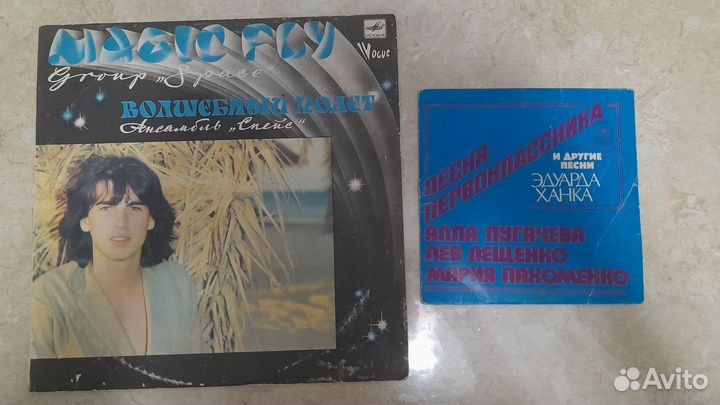 MAGIC FLY
Group „Space"
Vogue
ВОЛШЕБНЫЙ ПОЛЕТ
Ансамбль „Спейс"
ПЕСНЯ
ПЕРВОКЛАССНИКА
И ДРУГИЕ
ПЕСНИ
ЭДУАРДА
ХАНКА
АЛЛА ПУГАЧЕВА
ЛЕВ ЛЕЩЕНКО
МАРИЯ ПАХОМЕНКО
Avito